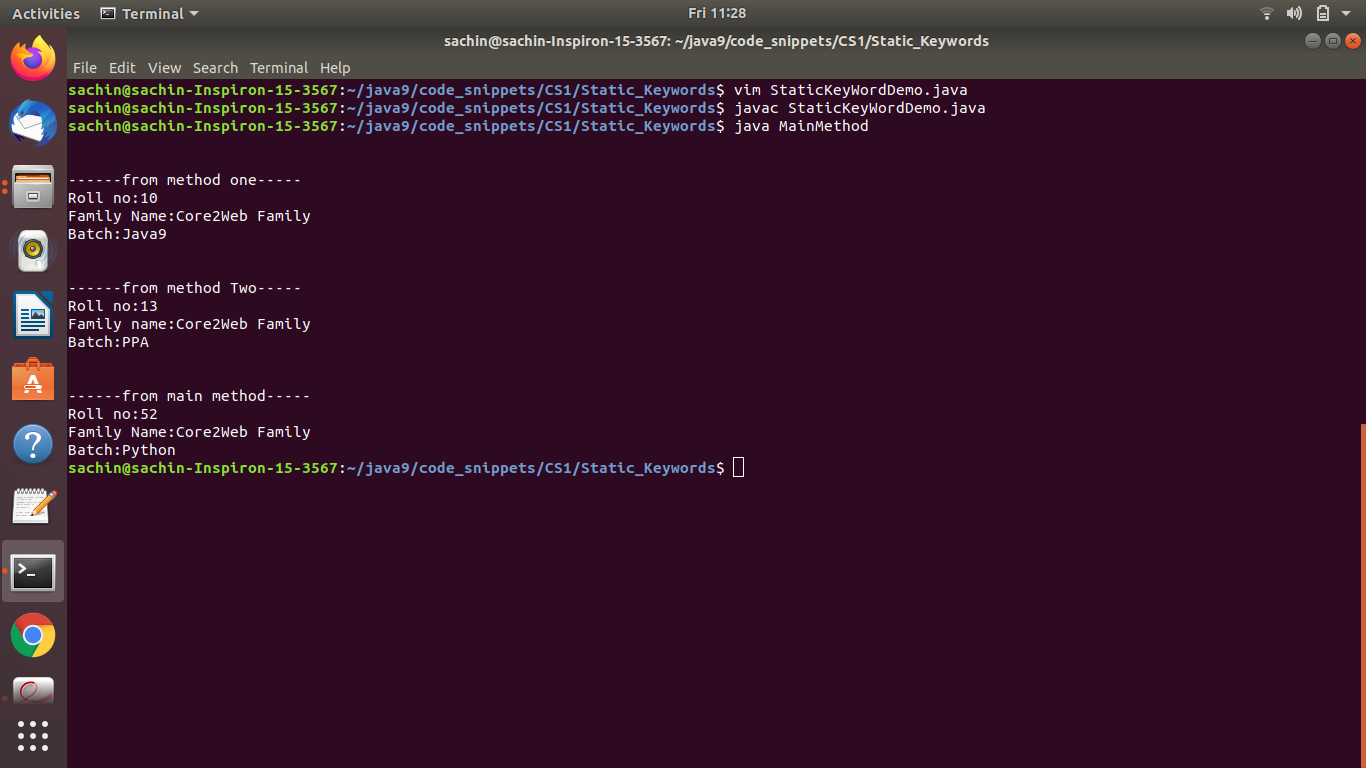 Activities Terminal Fri 11:28
sachin@sachin-Inspiron-15-3567: ~/java9/code_snippets/CS1/Static_Keywords
File Edit View Search Terminal Help
sachin@sachin-Inspiron-15-3567:~/java9/code_snippets/CS1/Static_Keywords$ vim StaticKeyWordDemo.java
sachin@sachin-Inspiron-15-3567:~/java9/code_snippets/CS1/Static_Keywords$ javac StaticKeyWordDemo.java
sachin@sachin-Inspiron-15-3567:~/java9/code_snippets/CS1/Static_Keywords$ java MainMethod
------from method one-----
Roll no:10
Family Name:Core2Web Family
Batch:Java9
------from method Two-----
Roll no:13
Family name:Core2Web Family
Batch:PPA
------from main method-----
Roll no:52
Family Name:Core2Web Family
Batch:Python
sachin@sachin-Inspiron-15-3567:~/java9/code_snippets/CS1/Static_Keywords$